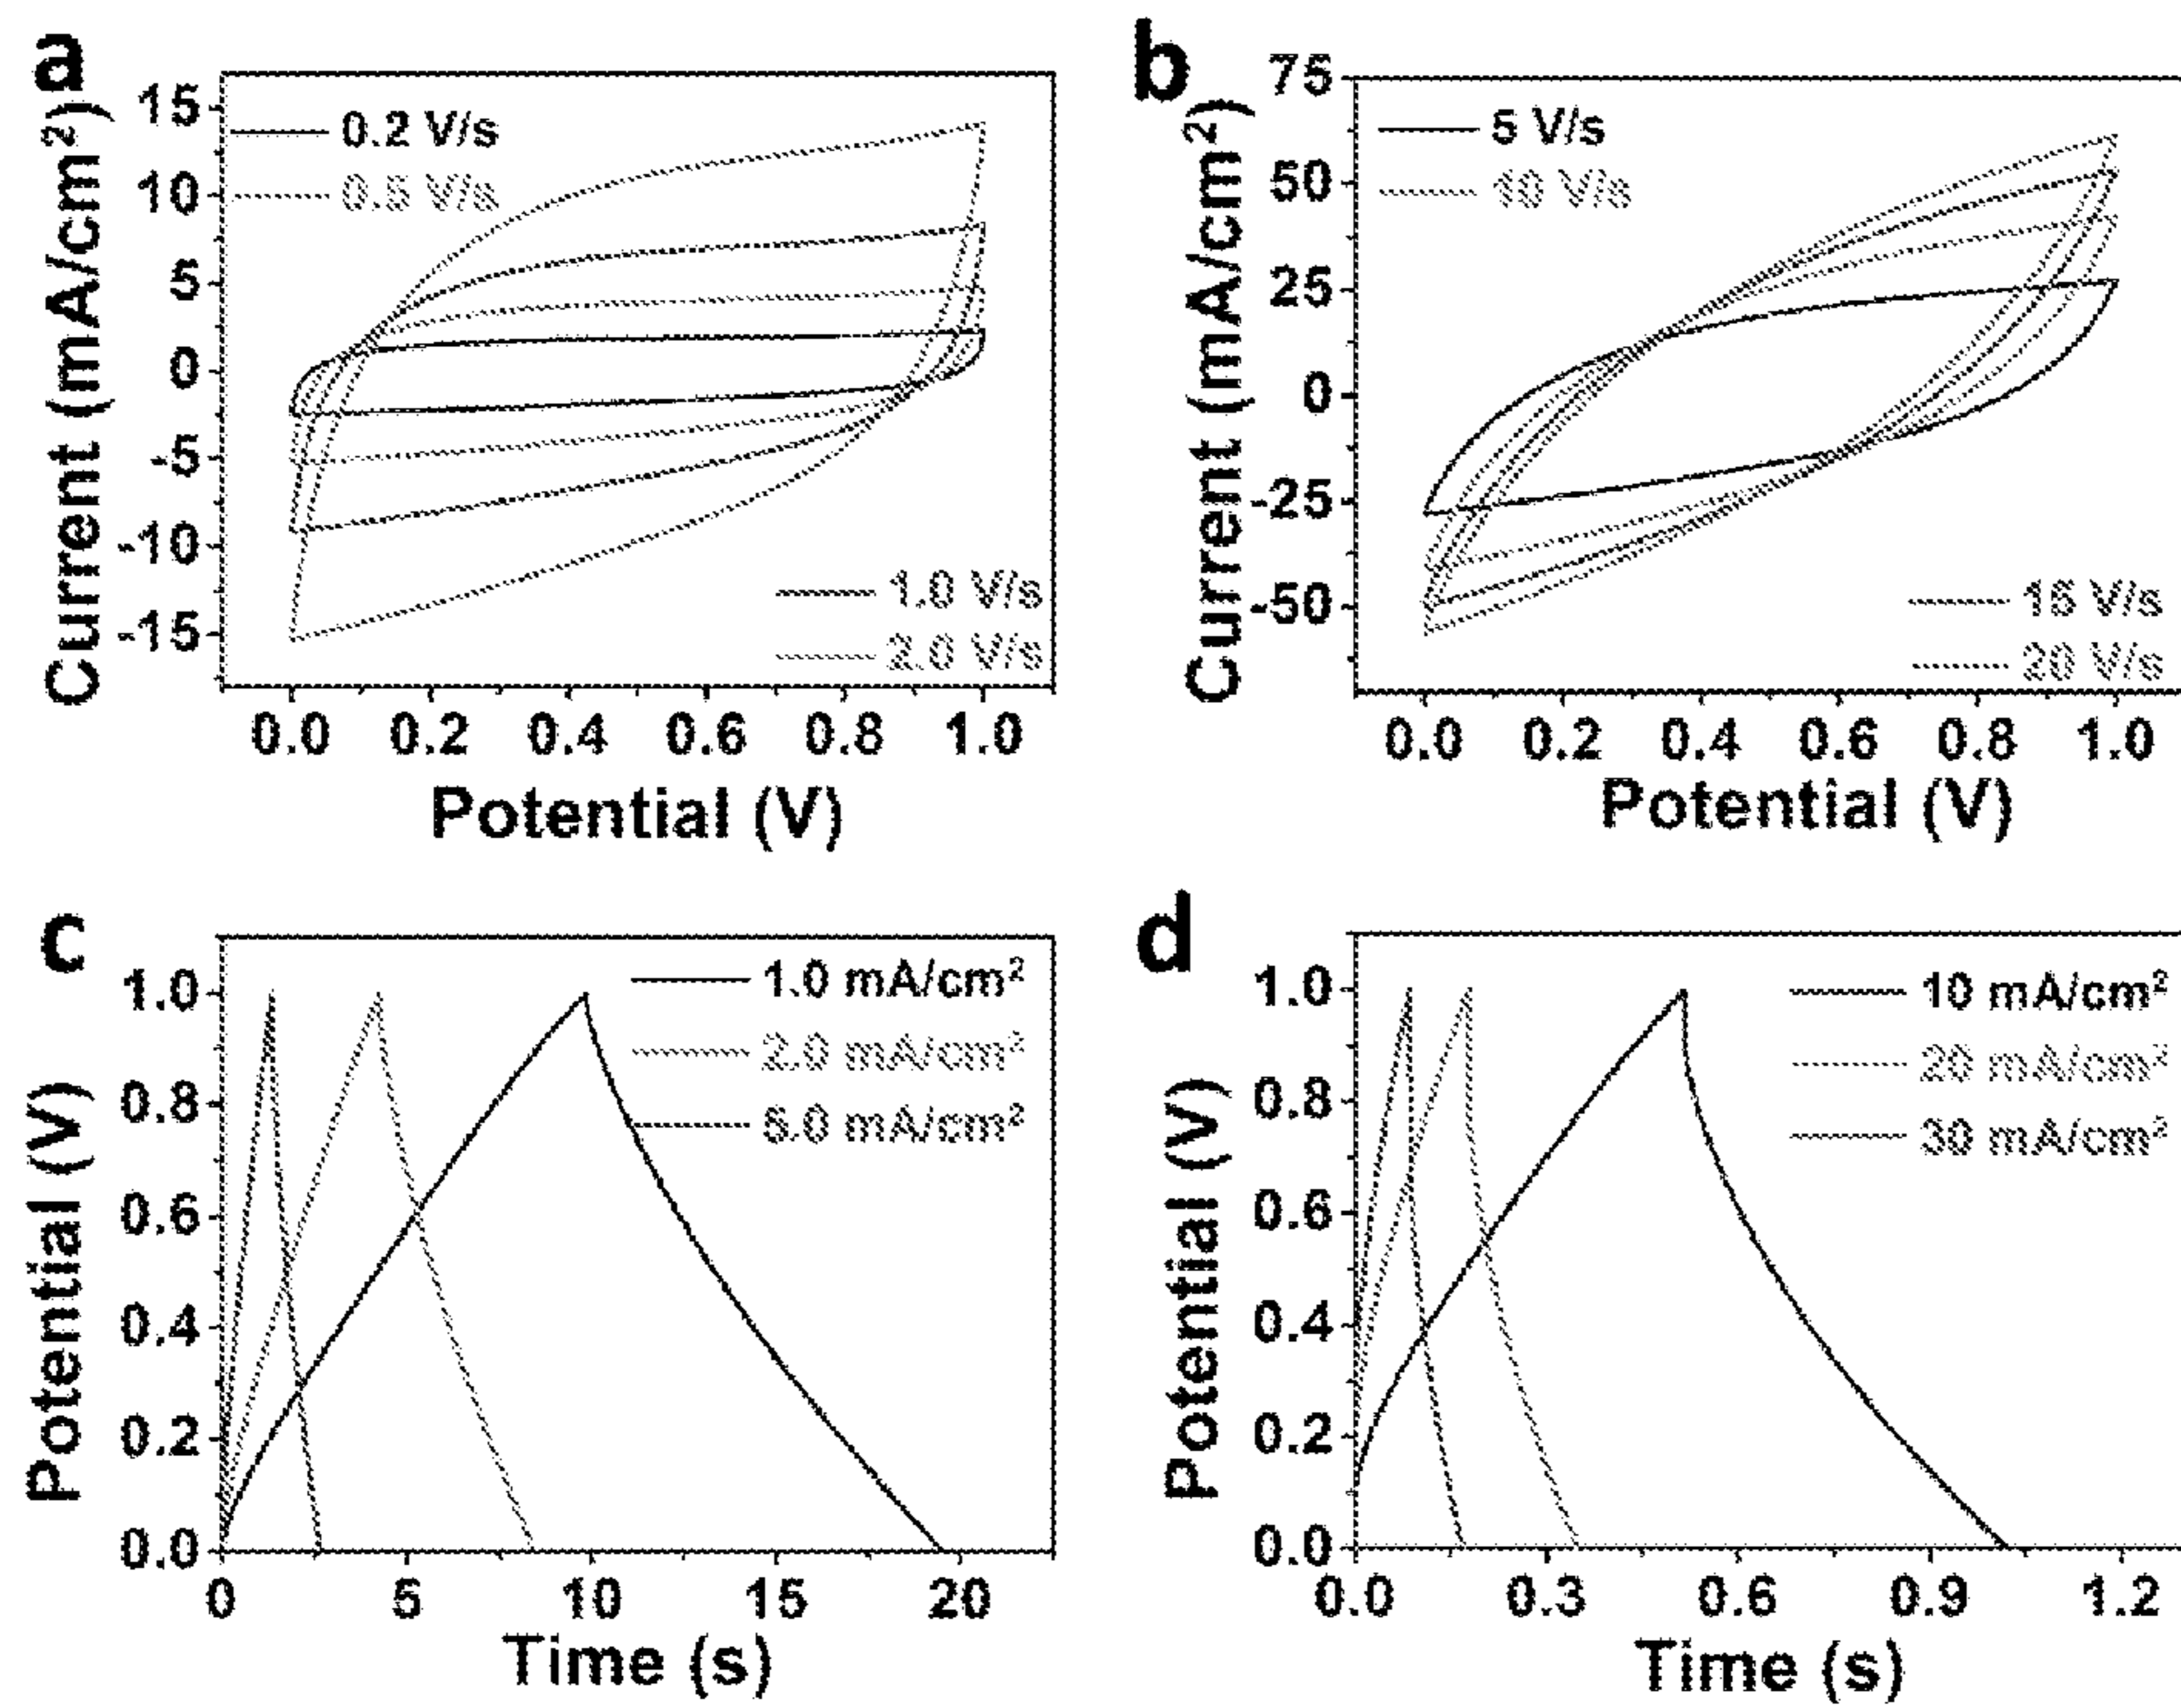 a
Current (mA/cm²)
15
10
5
0
-5
-10
-15
0.2 V/s
0.5 V/s
1.0 V/s
2.0 V/s
0.0 0.2 0.4 0.6 0.8 1.0
Potential (V)
b
Current (mA/cm²)
75
50
25
0
-25
-50
5 V/s
10 V/s
15 V/s
20 V/s
0.0 0.2 0.4 0.6 0.8 1.0
Potential (V)
c
Potential (V)
1.0
0.8
0.6
0.4
0.2
0.0
1.0 mA/cm²
2.0 mA/cm²
5.0 mA/cm²
0 5 10 15 20
Time (s)
d
Potential (V)
1.0
0.8
0.6
0.4
0.2
0.0
10 mA/cm²
20 mA/cm²
30 mA/cm²
0.0 0.3 0.6 0.9 1.2
Time (s)